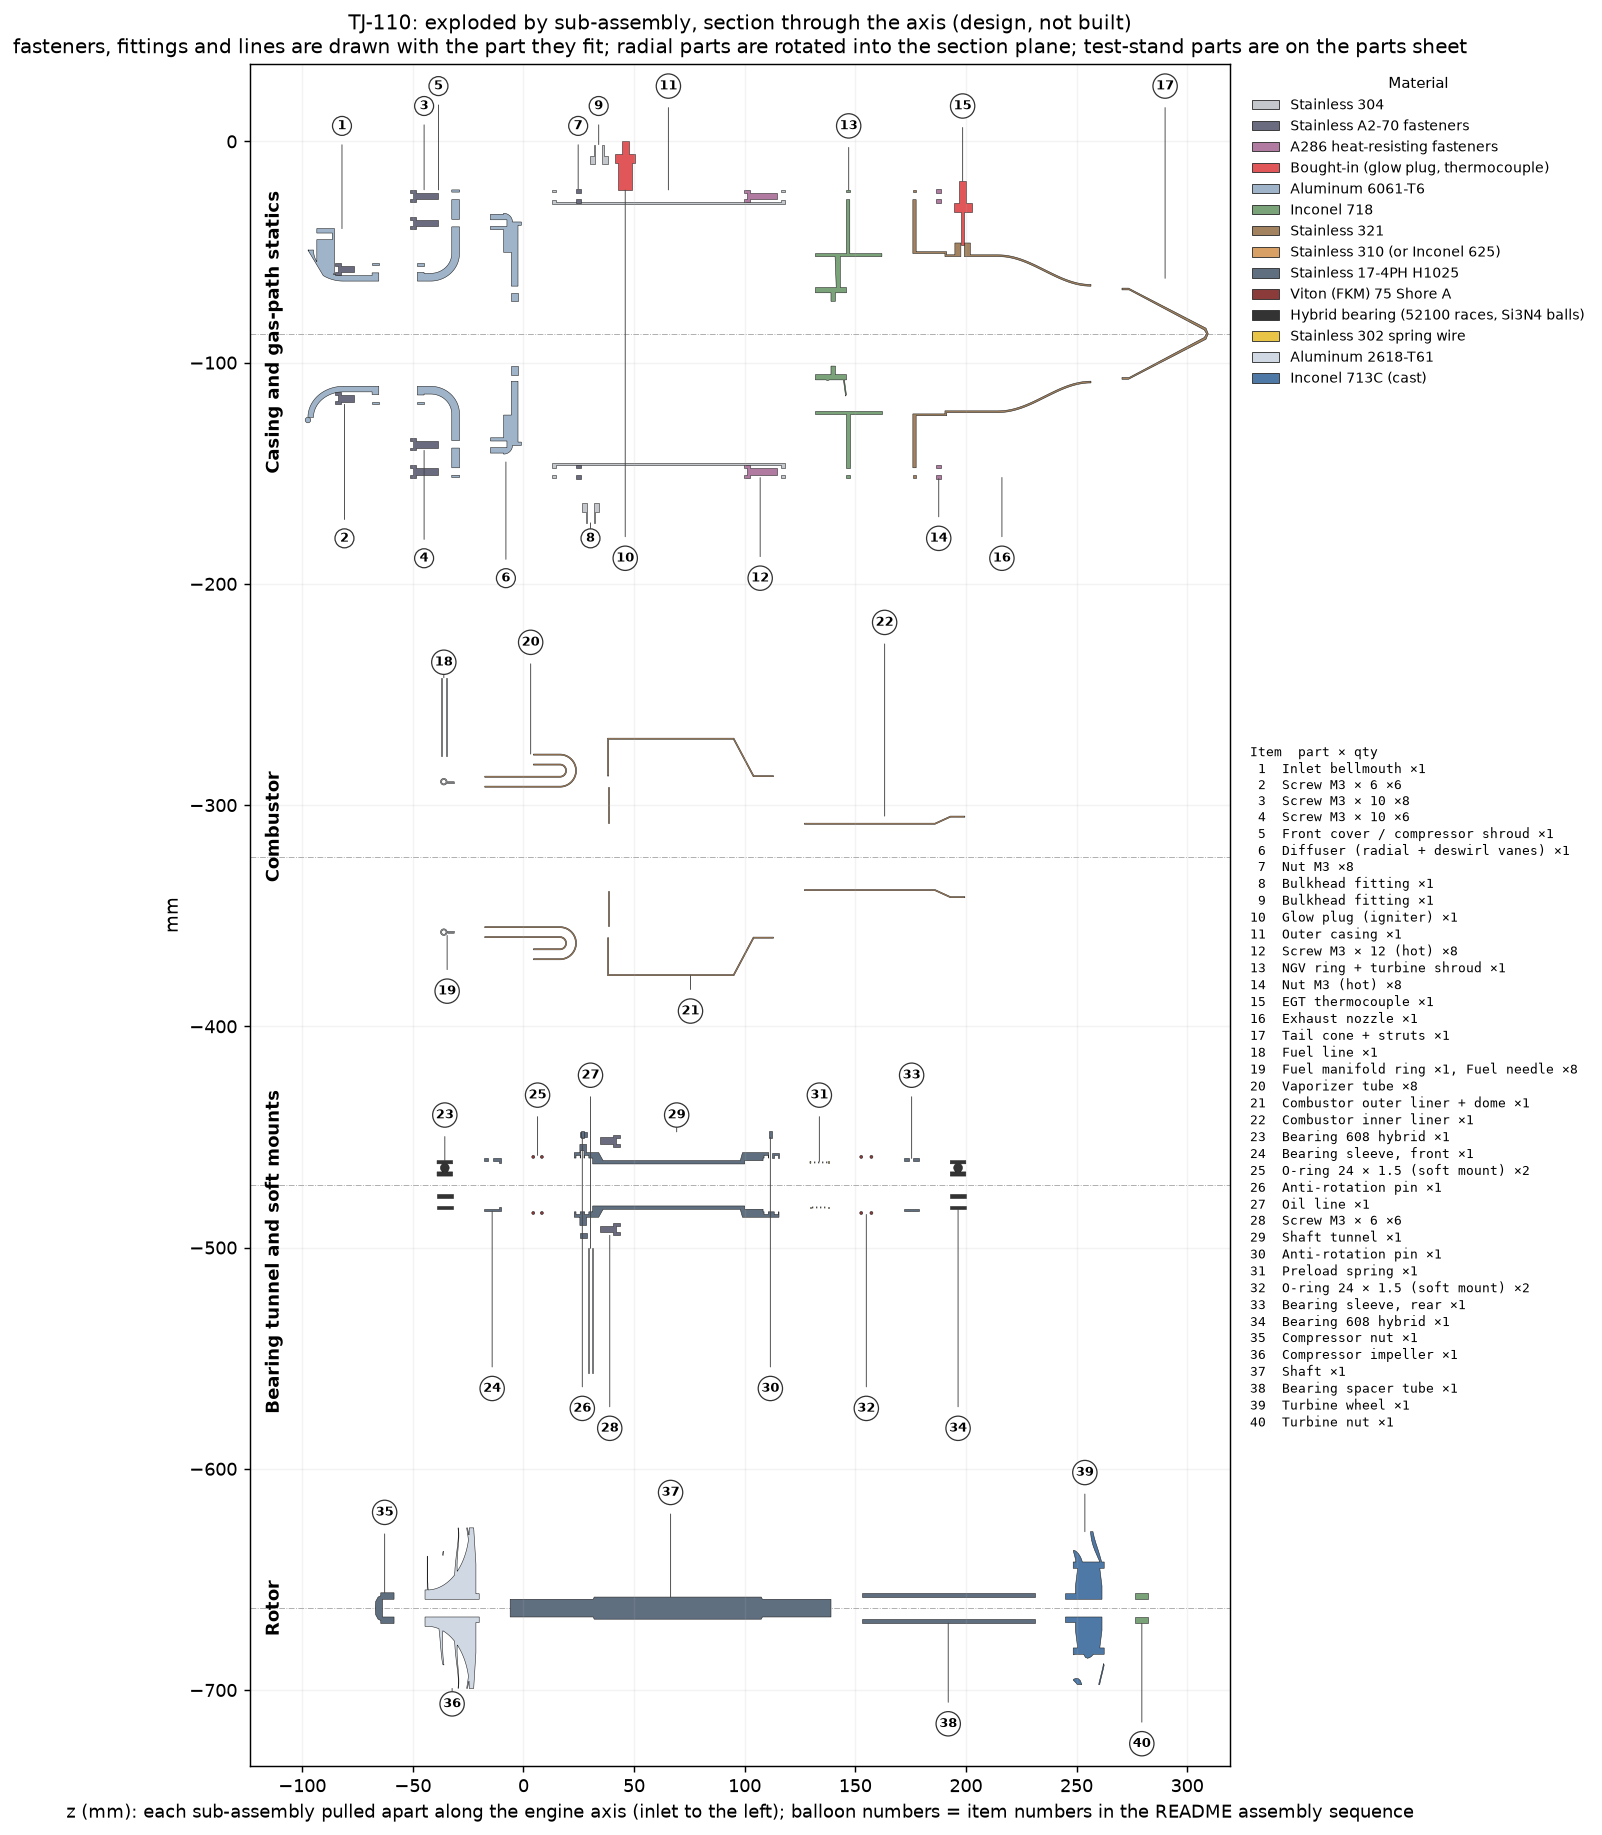 TJ-110: exploded by sub-assembly, section through the axis (design, not built)
fasteners, fittings and lines are drawn with the part they fit; radial parts are rotated into the section plane; test-stand parts are on the parts sheet
Material
Stainless 304
Stainless A2-70 fasteners
A286 heat-resisting fasteners
Bought-in (glow plug, thermocouple)
Aluminum 6061-T6
Inconel 718
Stainless 321
Stainless 310 (or Inconel 625)
Stainless 17-4PH H1025
Viton (FKM) 75 Shore A
Hybrid bearing (52100 races, Si3N4 balls)
Stainless 302 spring wire
Aluminum 2618-T61
Inconel 713C (cast)
5
11
17
3
9
15
1
7
13
2
8
14
4
10
16
6
12
22
20
18
19
21
27
33
25
31
23
29
24
30
26
32
28
34
39
37
35
36
38
40
Casing and gas-path statics
Combustor
Bearing tunnel and soft mounts
Rotor
mm
0
−100
−200
−300
−400
−500
−600
−700
−100
−50
0
50
100
150
200
250
300
z (mm): each sub-assembly pulled apart along the engine axis (inlet to the left); balloon numbers = item numbers in the README assembly sequence
Item part × qty
1 Inlet bellmouth ×1
2 Screw M3 × 6 ×6
3 Screw M3 × 10 ×8
4 Screw M3 × 10 ×6
5 Front cover / compressor shroud ×1
6 Diffuser (radial + deswirl vanes) ×1
7 Nut M3 ×8
8 Bulkhead fitting ×1
9 Bulkhead fitting ×1
10 Glow plug (igniter) ×1
11 Outer casing ×1
12 Screw M3 × 12 (hot) ×8
13 NGV ring + turbine shroud ×1
14 Nut M3 (hot) ×8
15 EGT thermocouple ×1
16 Exhaust nozzle ×1
17 Tail cone + struts ×1
18 Fuel line ×1
19 Fuel manifold ring ×1, Fuel needle ×8
20 Vaporizer tube ×8
21 Combustor outer liner + dome ×1
22 Combustor inner liner ×1
23 Bearing 608 hybrid ×1
24 Bearing sleeve, front ×1
25 O-ring 24 × 1.5 (soft mount) ×2
26 Anti-rotation pin ×1
27 Oil line ×1
28 Screw M3 × 6 ×6
29 Shaft tunnel ×1
30 Anti-rotation pin ×1
31 Preload spring ×1
32 O-ring 24 × 1.5 (soft mount) ×2
33 Bearing sleeve, rear ×1
34 Bearing 608 hybrid ×1
35 Compressor nut ×1
36 Compressor impeller ×1
37 Shaft ×1
38 Bearing spacer tube ×1
39 Turbine wheel ×1
40 Turbine nut ×1